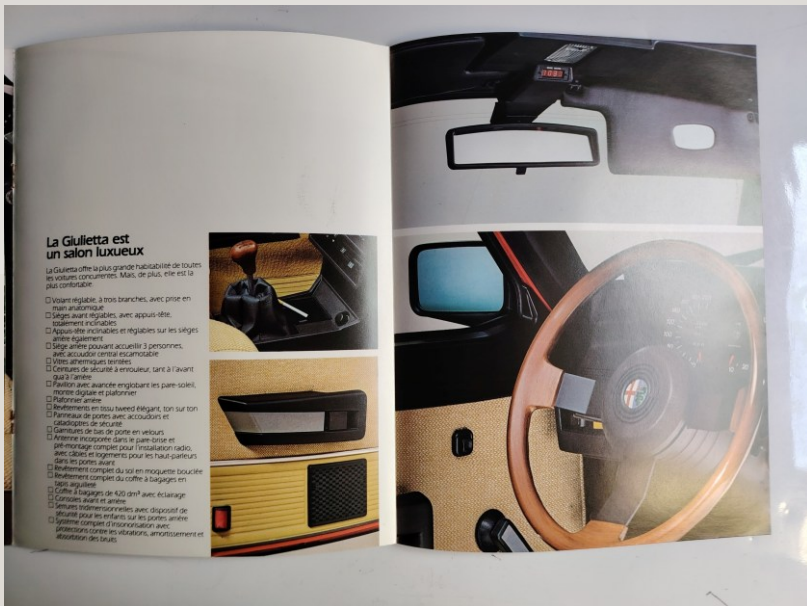 La Giulietta est
un salon luxueux
La Giulietta offre la plus grande habitabilité de toutes
les voitures concurrentes. Mais, de plus, elle est la
plus confortable.
□ Volant réglable, à trois branches, avec prise en
main anatomique
□ Sièges avant réglables, avec appuis-tête,
totalement inclinables
□ Appuis-tête inclinables et réglables sur les sièges
arrière également
□ Siège arrière pouvant accueillir 3 personnes,
avec accoudoir central escamotable
□ Vitres athermiques teintées
□ Ceintures de sécurité à enrouleur, tant à l'avant
qu'à l'arrière
□ Pavillon avec avancée englobant les pare-soleil,
montre digitale et plafonnier
□ Plafonnier arrière
□ Revêtements en tissu tweed élégant, ton sur ton
□ Panneaux de portes avec accoudoirs et
catadioptres de sécurité
□ Garnitures de bas de porte en velours
□ Antenne incorporée dans le pare-brise et
pré-montage complet pour l'installation radio,
avec câbles et logements pour les haut-parleurs
dans les portes avant
□ Revêtement complet du sol en moquette bouclée
□ Revêtement complet du coffre à bagages en
tapis aiguilleté
□ Coffre à bagages de 420 dm³ avec éclairage
□ Consoles avant et arrière
□ Serrures tridimensionnelles avec dispositif de
sécurité pour les enfants sur les portes arrière
□ Système complet d'insonorisation avec
protections contre les vibrations, amortissement et
absorption des bruits